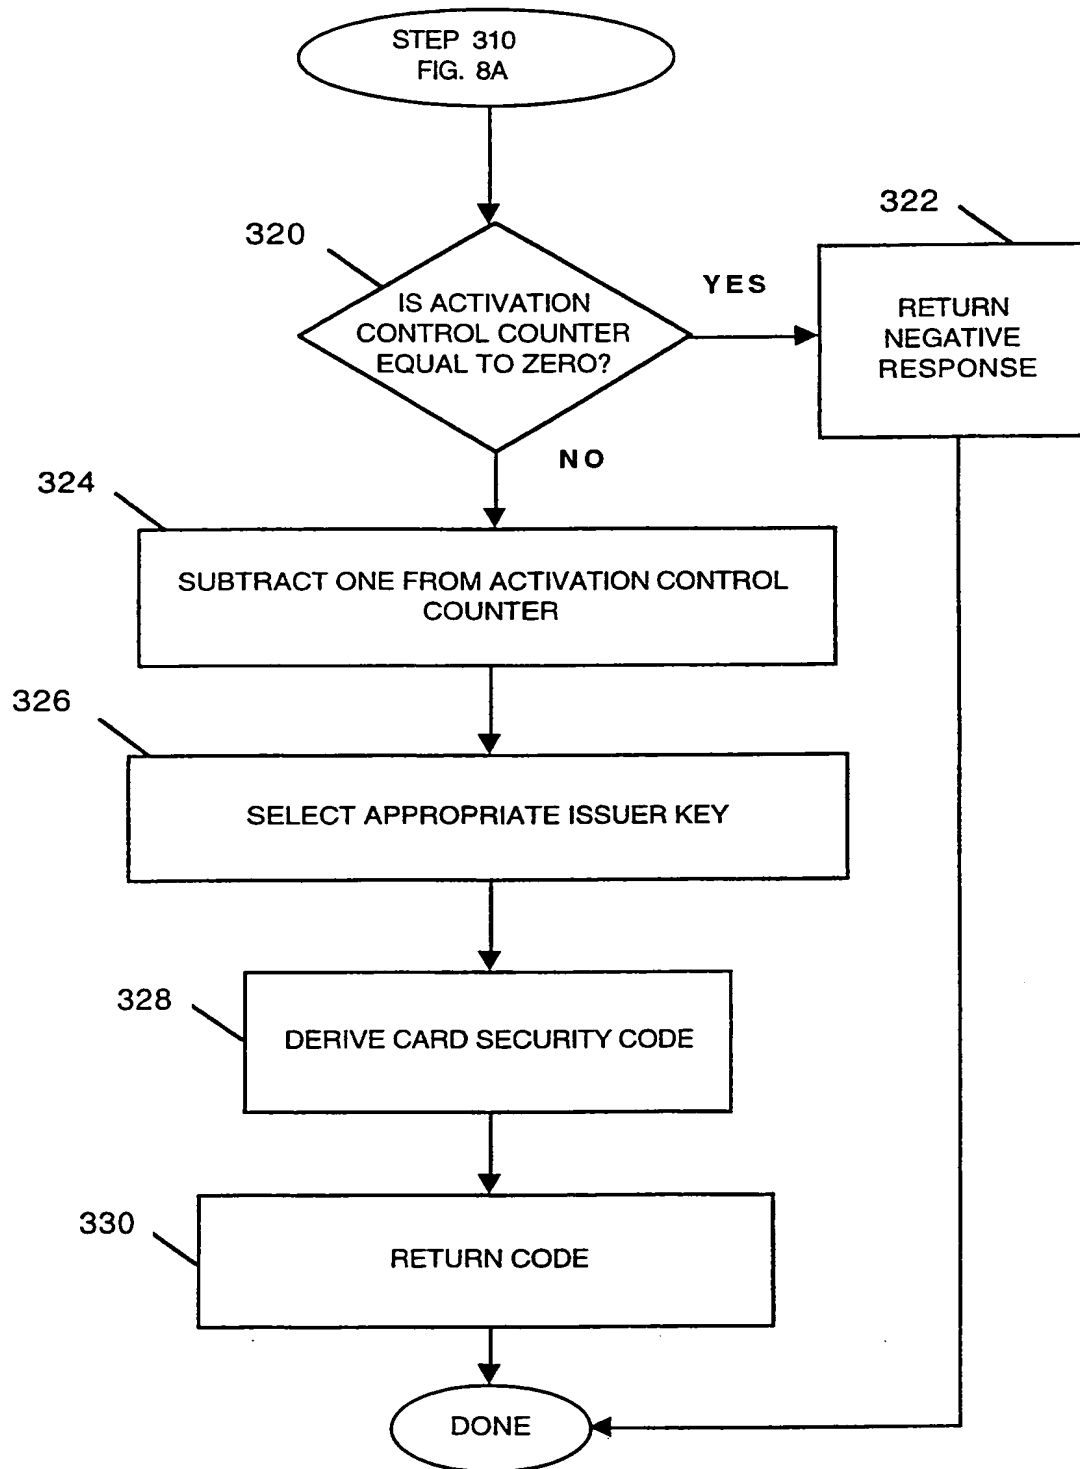 STEP 310
FIG. 8A
322
320
YES
IS ACTIVATION
CONTROL COUNTER
EQUAL TO ZERO?
RETURN
NEGATIVE
RESPONSE
NO
324
SUBTRACT ONE FROM ACTIVATION CONTROL
COUNTER
326
SELECT APPROPRIATE ISSUER KEY
328
DERIVE CARD SECURITY CODE
330
RETURN CODE
DONE